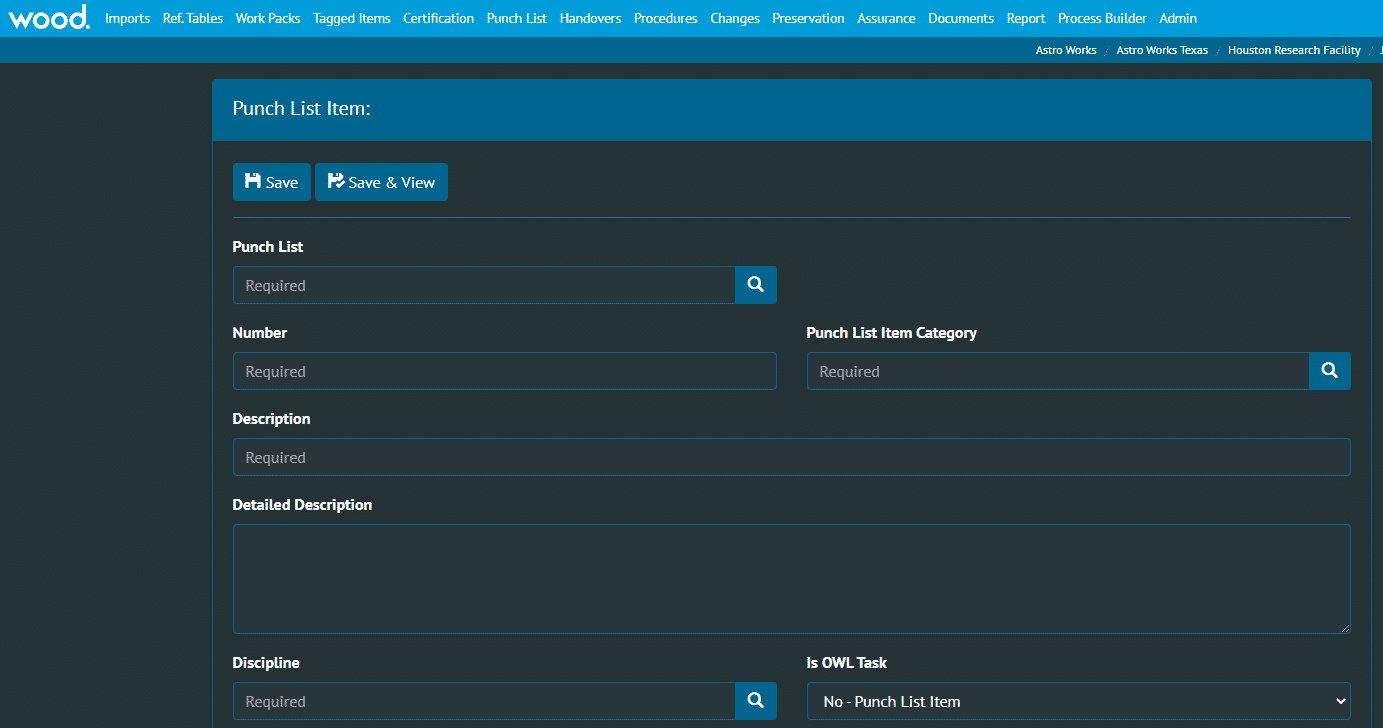 wood. Imports Ref. Tables Work Packs Tagged Items Certification Punch List Handovers Procedures Changes Preservation Assurance Documents Report Process Builder Admin
Astro Works / Astro Works Texas / Houston Research Facility /
Punch List Item:
Save Save & View
Punch List
Required
Number Punch List Item Category
Required Required
Description
Required
Detailed Description
Discipline Is OWL Task
Required No - Punch List Item